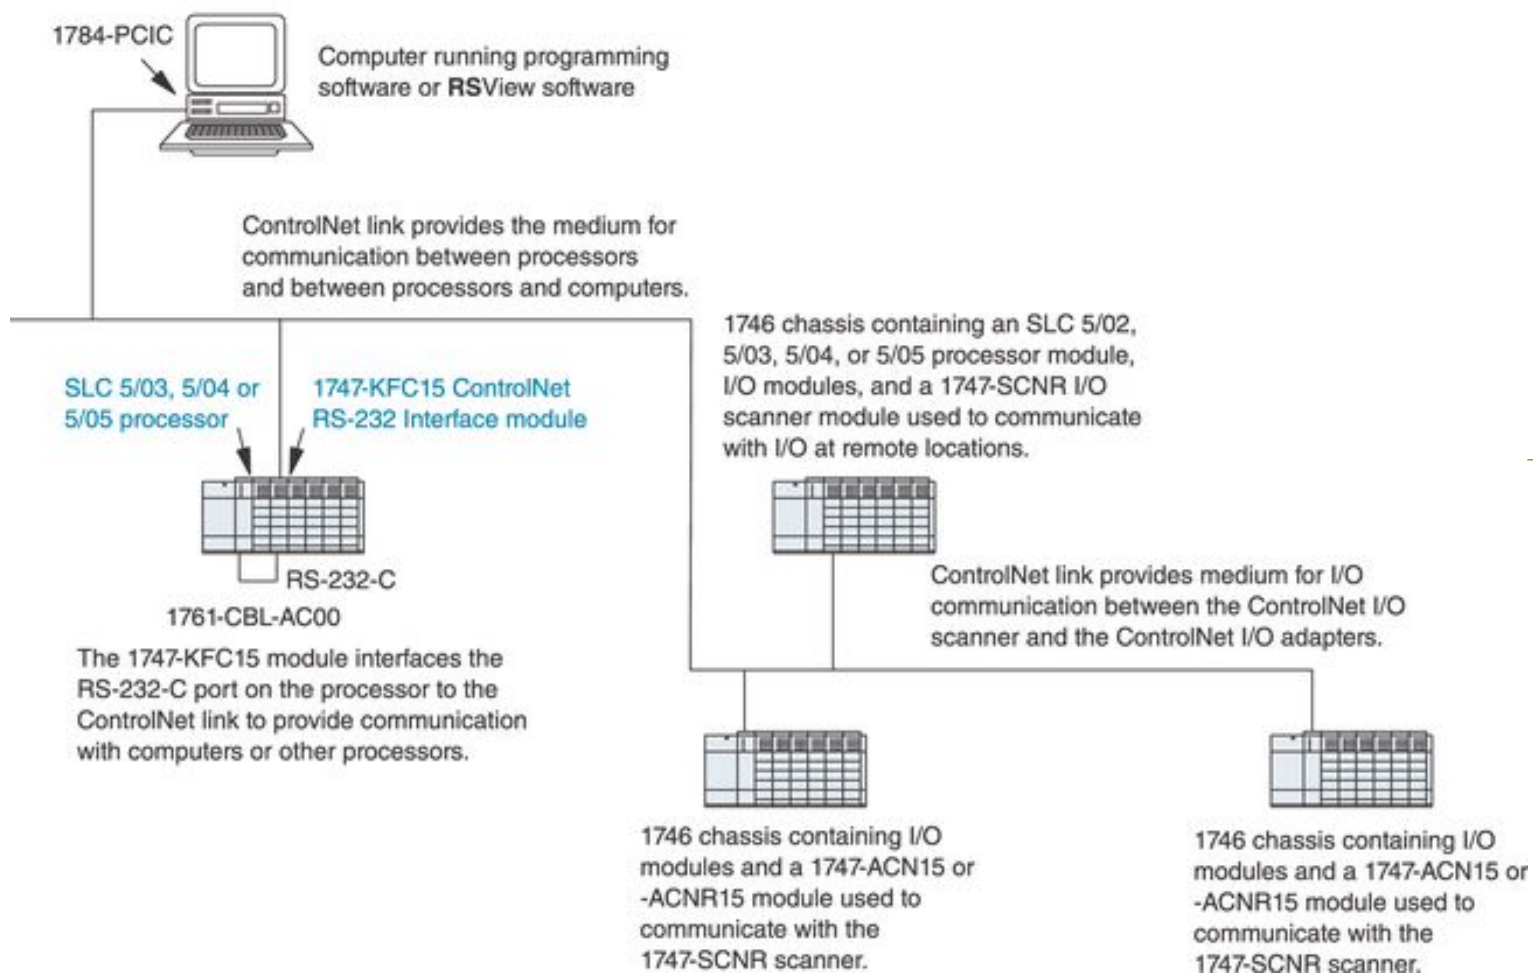 1784-PCIC
Computer running programming
software or RSView software
ControlNet link provides the medium for
communication between processors
and between processors and computers.
SLC 5/03, 5/04 or
5/05 processor
1747-KFC15 ControlNet
RS-232 Interface module
1746 chassis containing an SLC 5/02,
5/03, 5/04, or 5/05 processor module,
I/O modules, and a 1747-SCNR I/O
scanner module used to communicate
with I/O at remote locations.
RS-232-C
1761-CBL-AC00
The 1747-KFC15 module interfaces the
RS-232-C port on the processor to the
ControlNet link to provide communication
with computers or other processors.
ControlNet link provides medium for I/O
communication between the ControlNet I/O
scanner and the ControlNet I/O adapters.
1746 chassis containing I/O
modules and a 1747-ACN15 or
-ACNR15 module used to
communicate with the
1747-SCNR scanner.
1746 chassis containing I/O
modules and a 1747-ACN15 or
-ACNR15 module used to
communicate with the
1747-SCNR scanner.